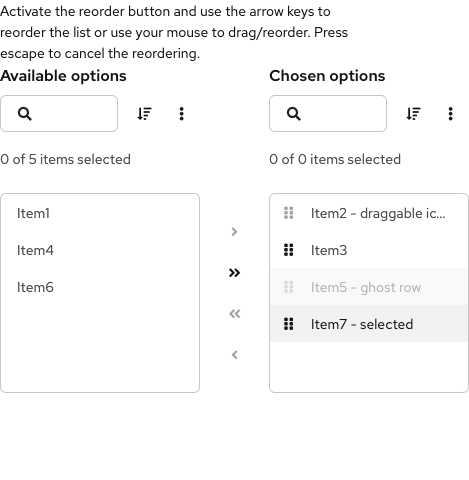 Activate the reorder button and use the arrow keys to
reorder the list or use your mouse to drag/reorder. Press
escape to cancel the reordering.
Available options
Chosen options
0 of 5 items selected
0 of 0 items selected
Item1
Item4
Item6
Item2 - draggable ic...
Item3
Item5 - ghost row
Item7 - selected